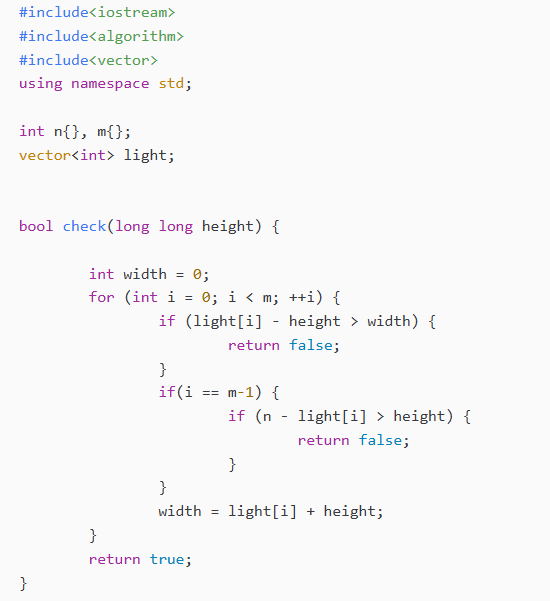 #include<iostream>
#include<algorithm>
#include<vector>
using namespace std;
int n{}, m{};
vector<int> light;
bool check(long long height) {
int width = 0;
for (int i = 0; i < m; ++i) {
if (light[i] - height > width) {
return false;
}
if(i == m-1) {
if (n - light[i] > height) {
return false;
}
}
width = light[i] + height;
}
return true;
}